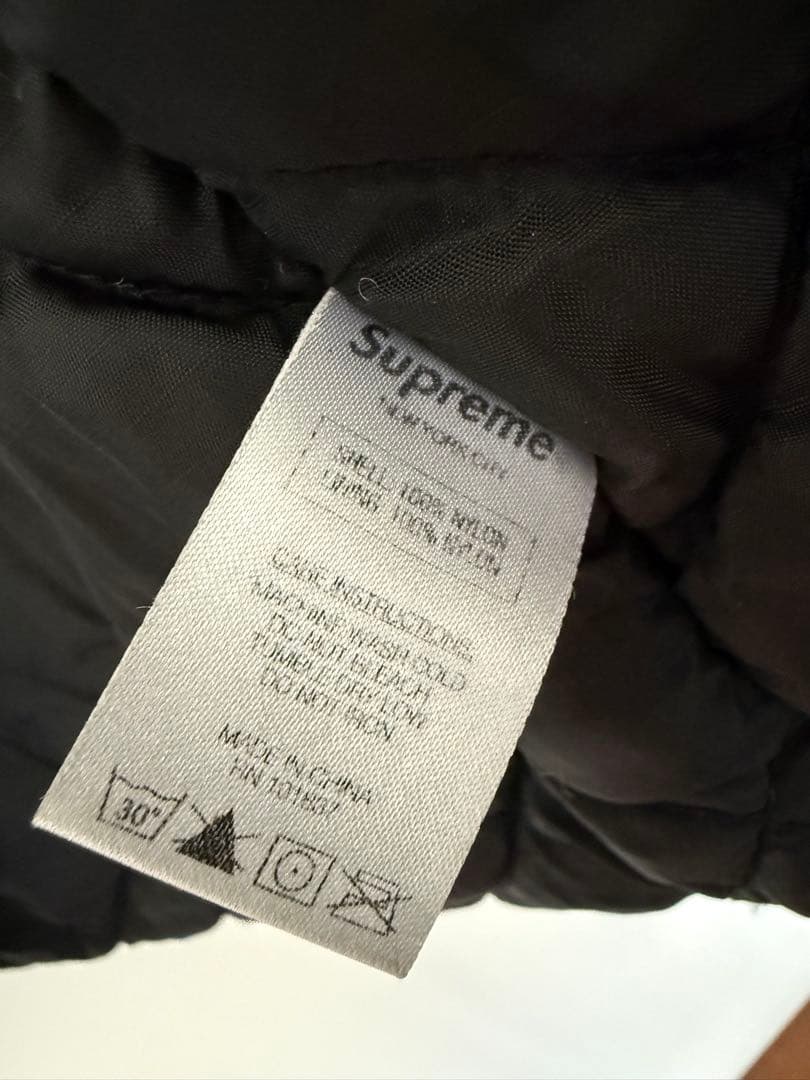 Supreme
NEW YORK CITY
SHELL: 100% NYLON
LINING: 100% NYLON
CARE INSTRUCTIONS:
MACHINE WASH COLD
DO NOT BLEACH
TUMBLE DRY LOW
DO NOT IRON
MADE IN CHINA
RN 101837
30°